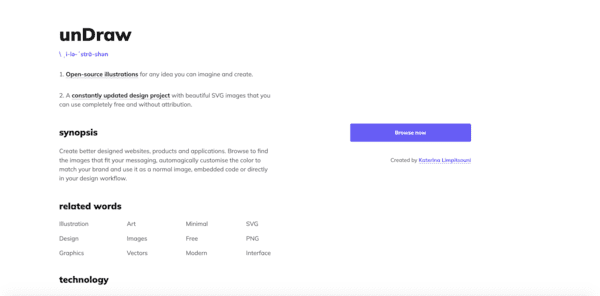 unDraw
\ ˌi-lə-ˈstrā-shən
1. Open-source illustrations for any idea you can imagine and create.
2. A constantly updated design project with beautiful SVG images that you
can use completely free and without attribution.
synopsis
Create better designed websites, products and applications. Browse to find
the images that fit your messaging, automagically customise the color to
match your brand and use it as a normal image, embedded code or directly
in your design workflow.
Browse now
Created by Katerina Limpitsouni
related words
Illustration Art Minimal SVG
Design Images Free PNG
Graphics Vectors Modern Interface
technology